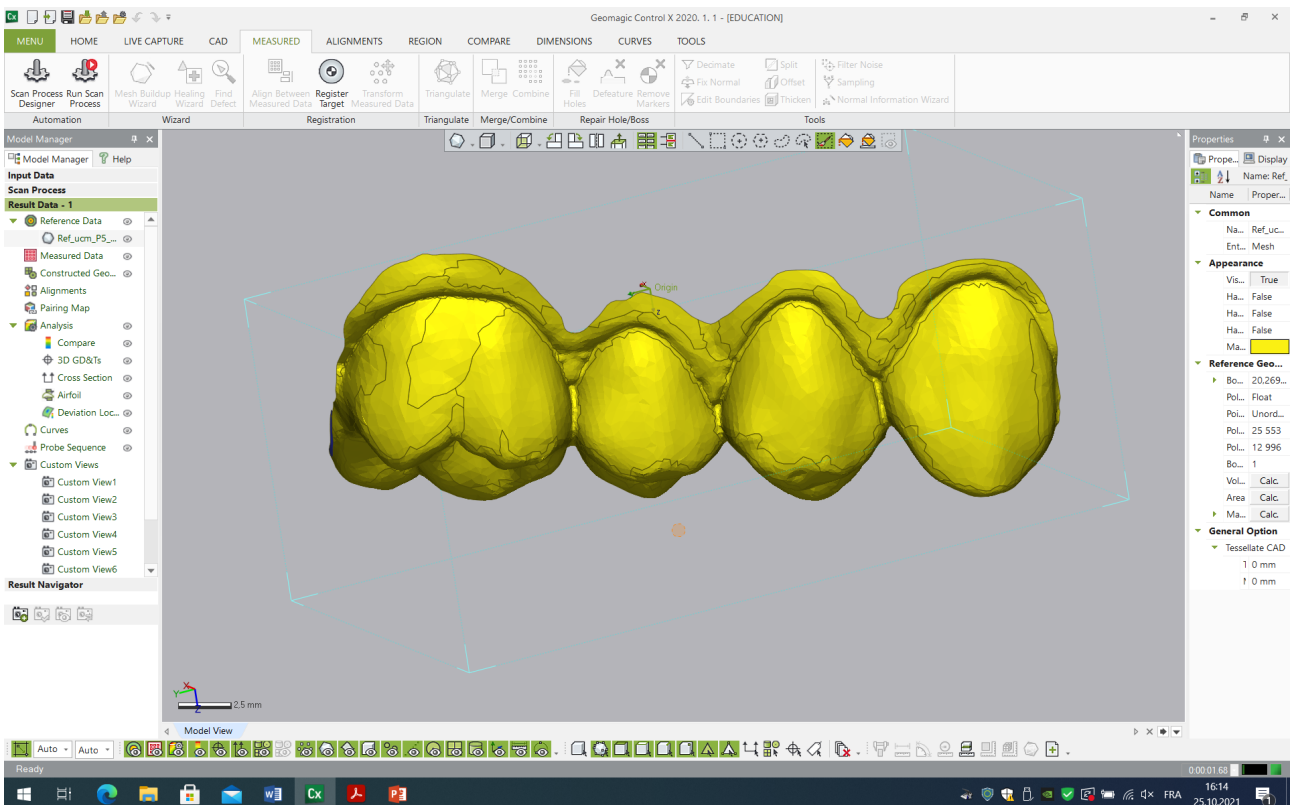 Geomagic Control X 2020. 1. 1 - [EDUCATION]
MENU HOME LIVE CAPTURE CAD MEASURED ALIGNMENTS REGION COMPARE DIMENSIONS CURVES TOOLS
Scan Process Designer
Run Scan Process
Mesh Buildup Wizard
Healing Wizard
Find Defect
Align Between Measured Data
Register Target
Transform Measured Data
Triangulate
Merge
Combine
Fill Holes
Defeature
Remove Markers
Decimate Split Filter Noise
Fix Normal Offset Sampling
Edit Boundaries Thicken Normal Information Wizard
Automation Wizard Registration Triangulate Merge/Combine Repair Hole/Boss Tools
Model Manager
Model Manager Help
Input Data
Scan Process
Result Data - 1
Reference Data
Ref_ucm_P5_...
Measured Data
Constructed Geo...
Alignments
Pairing Map
Analysis
Compare
3D GD&Ts
Cross Section
Airfoil
Deviation Loc...
Curves
Probe Sequence
Custom Views
Custom View1
Custom View2
Custom View3
Custom View4
Custom View5
Custom View6
Result Navigator
Origin
Z
X
Y
Z
2,5 mm
Model View
Properties
Prope... Display
Name: Ref_
Name Proper...
Common
Na... Ref_uc...
Ent... Mesh
Appearance
Vis... True
Ha... False
Ha... False
Ha... False
Ma...
Reference Geo...
Bo... 20,269...
Pol... Float
Poi... Unord...
Pol... 25 553
Pol... 12 996
Bo... 1
Vol... Calc.
Area Calc.
Ma... Calc.
General Option
Tessellate CAD
0 mm
0 mm
Auto Auto
Ready
0:00:01.68
FRA
16:14
25.10.2021